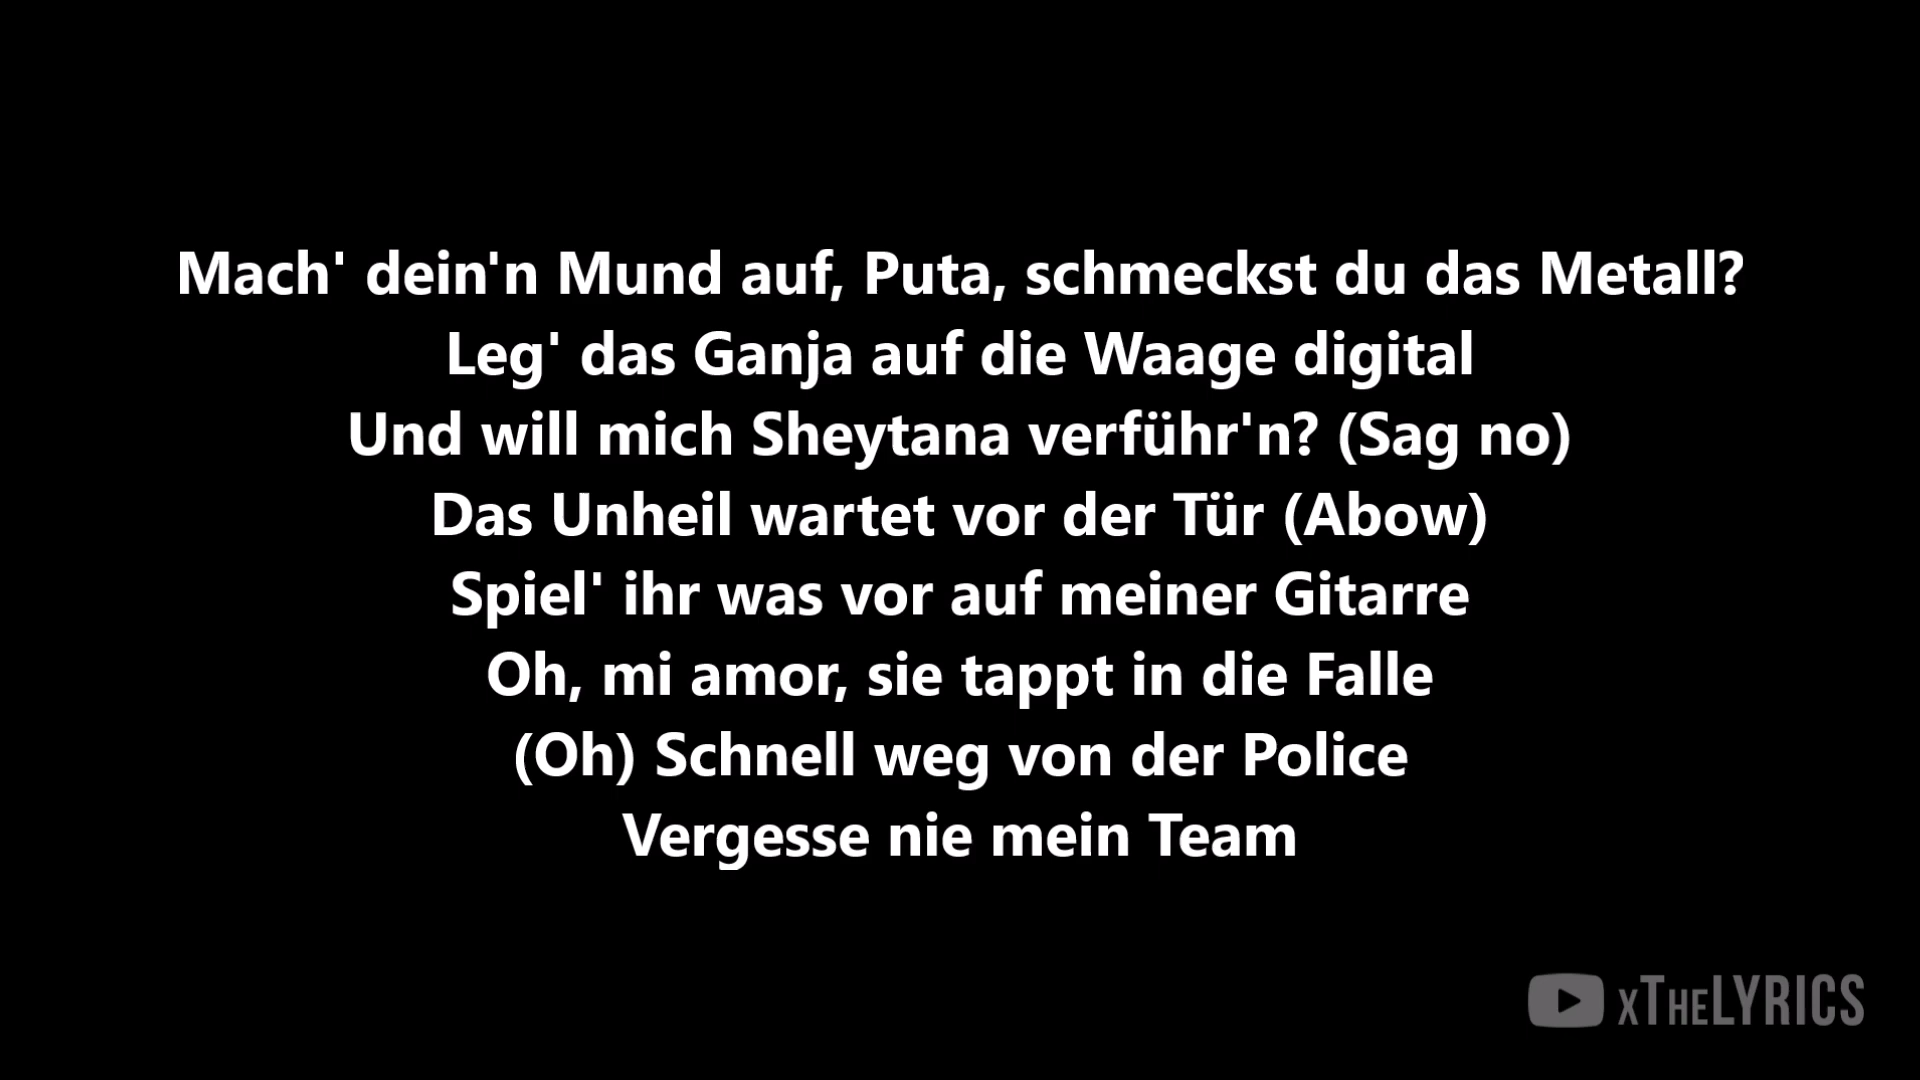 Mach' dein'n Mund auf, Puta, schmeckst du das Metall?
Leg' das Ganja auf die Waage digital
Und will mich Sheytana verführ'n? (Sag no)
Das Unheil wartet vor der Tür (Abow)
Spiel' ihr was vor auf meiner Gitarre
Oh, mi amor, sie tappt in die Falle
(Oh) Schnell weg von der Police
Vergesse nie mein Team
xTheLYRICS